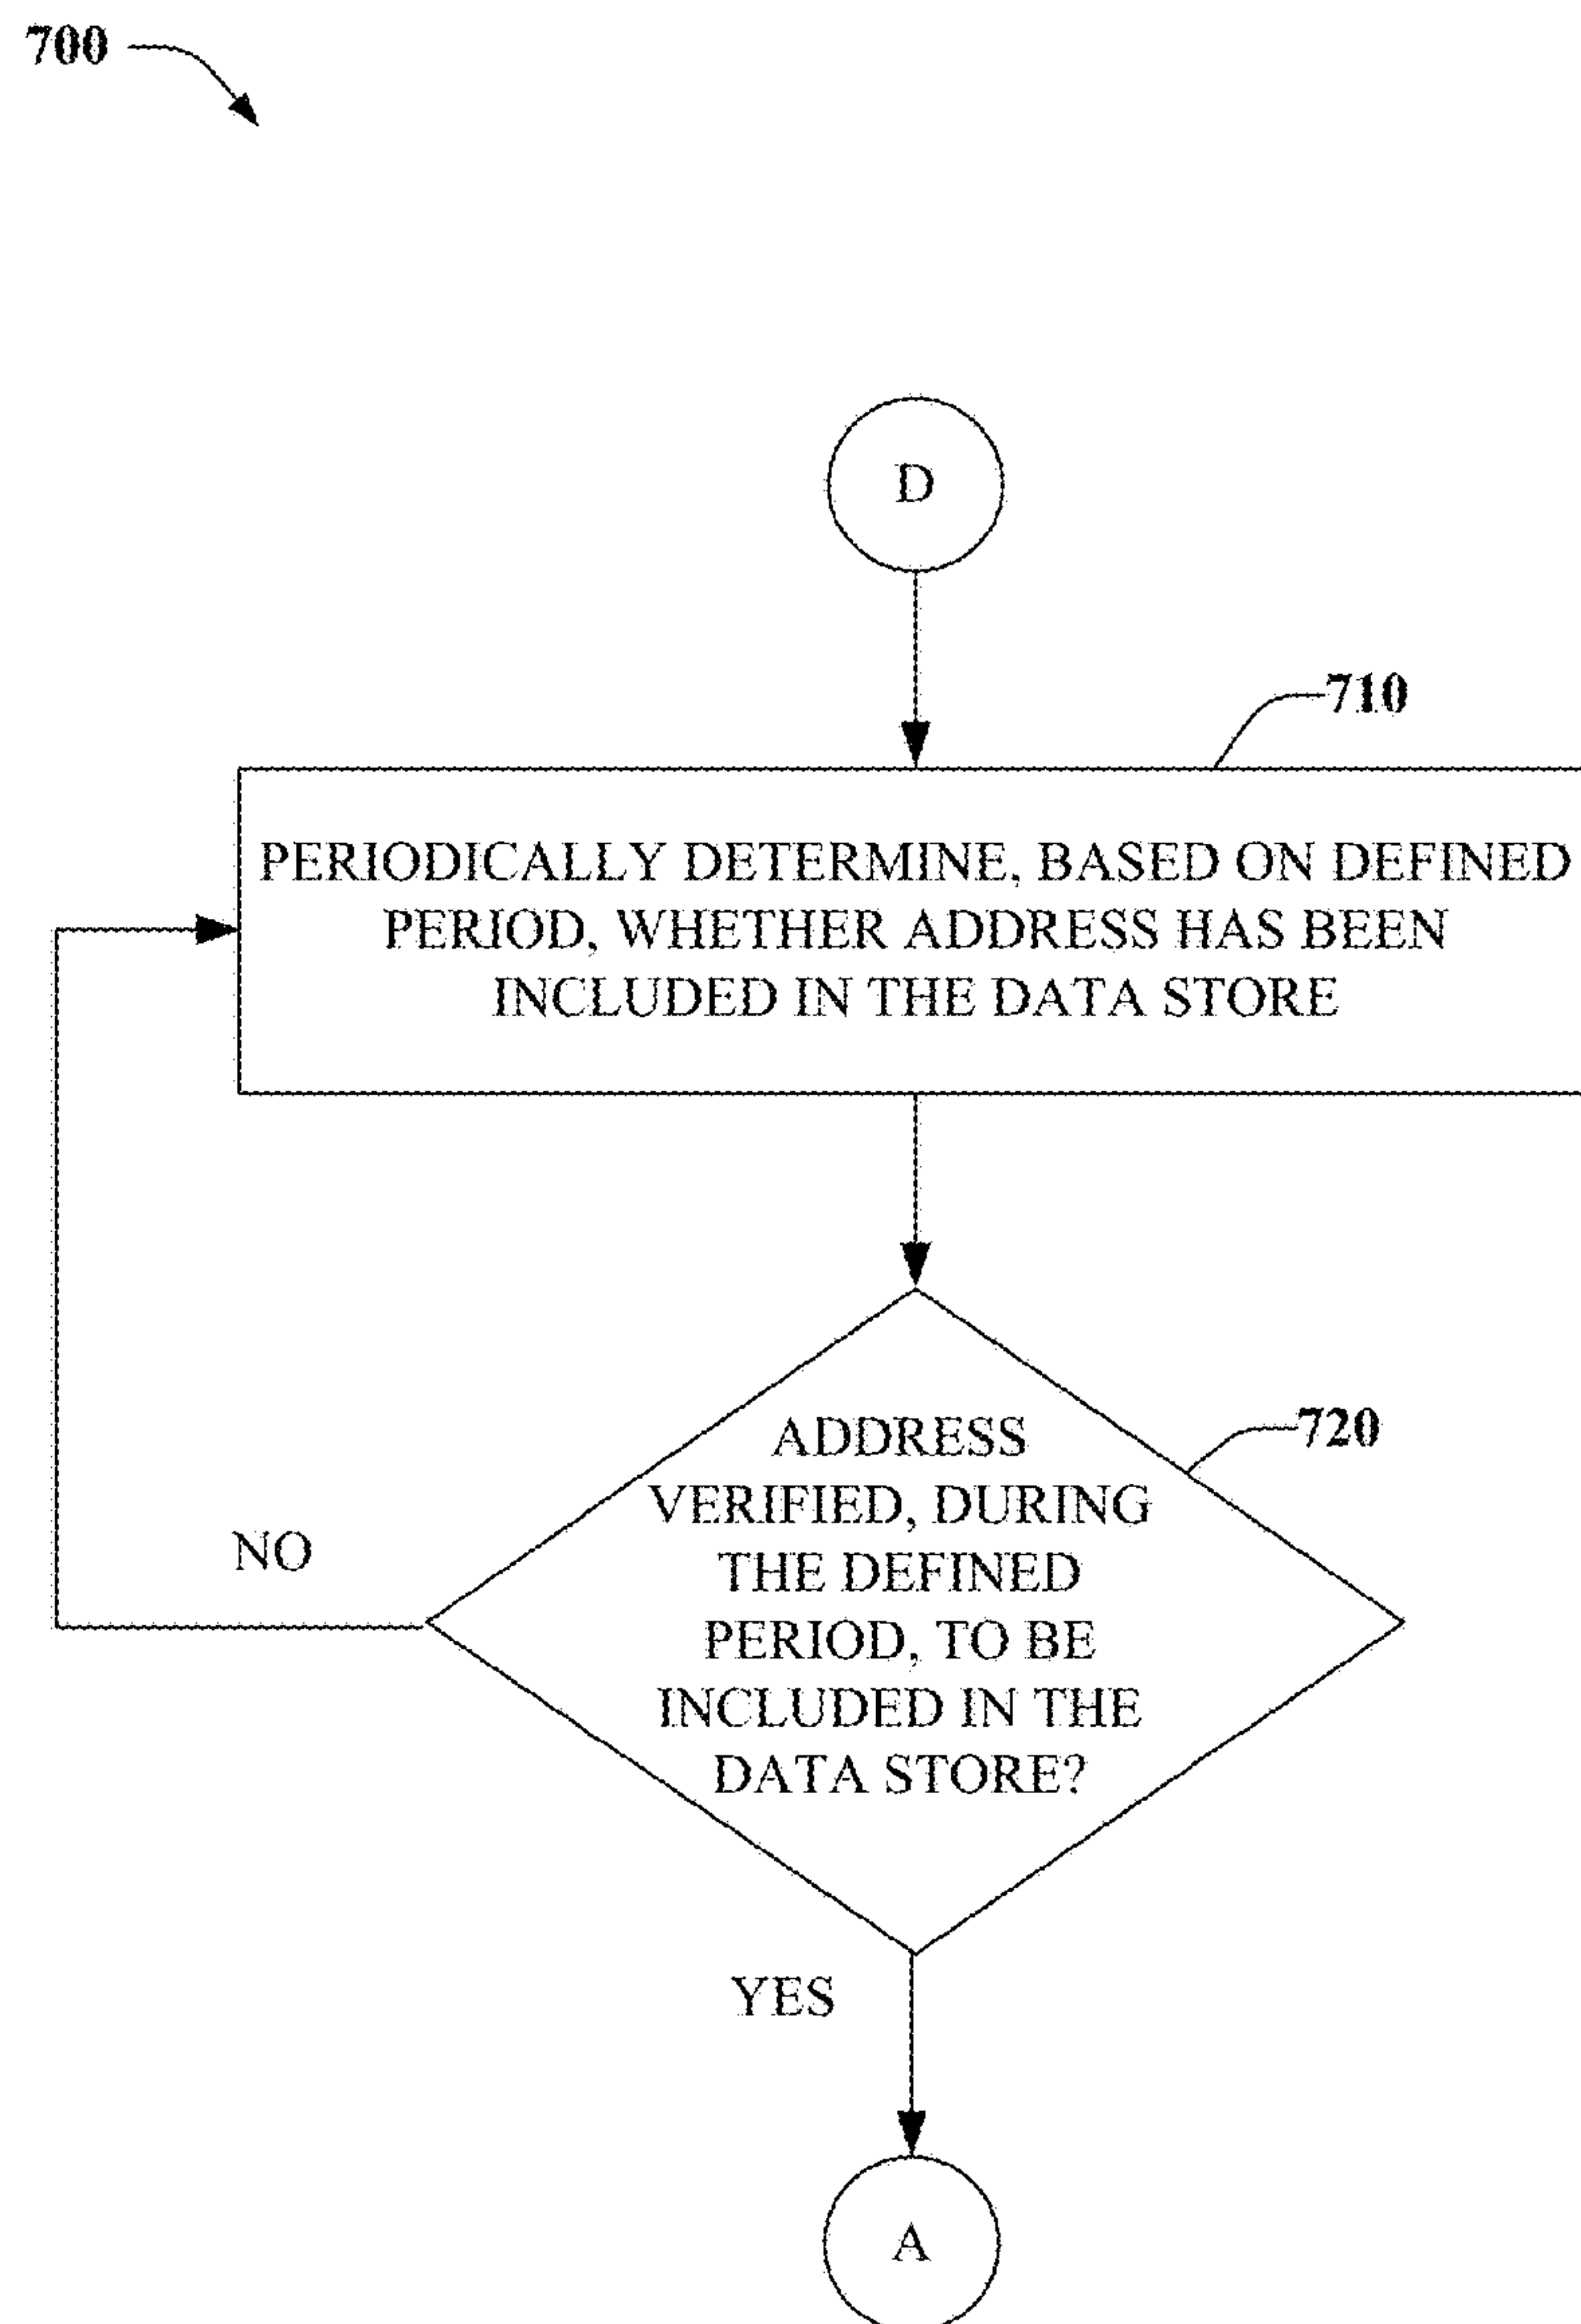 700
D
710
PERIODICALLY DETERMINE, BASED ON DEFINED
PERIOD, WHETHER ADDRESS HAS BEEN
INCLUDED IN THE DATA STORE
720
ADDRESS
VERIFIED, DURING
THE DEFINED
PERIOD, TO BE
INCLUDED IN THE
DATA STORE?
NO
YES
A